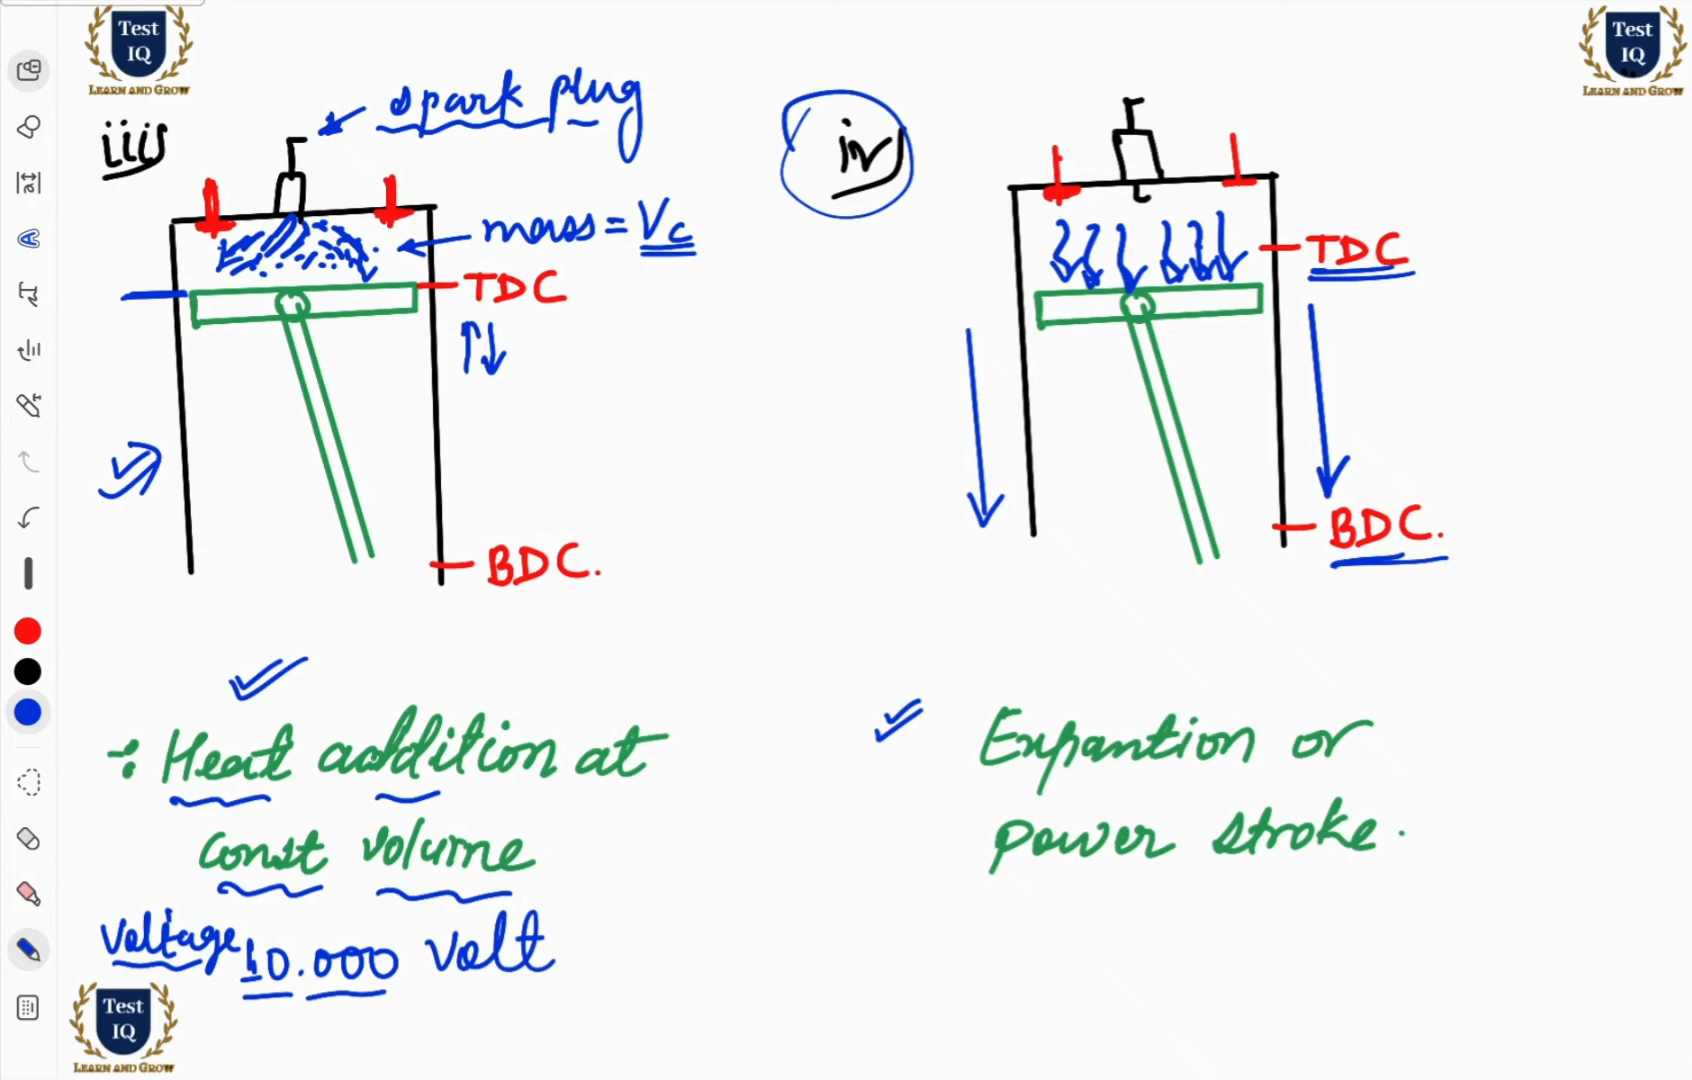 Test
IQ
LEARN AND GROW
Test
IQ
LEARN AND GROW
spark plug
iii)
iv)
mass = Vc
TDC
TDC
BDC.
BDC.
÷ Heat addition at
const volume
Expantion or
power stroke.
Voltage 10.000 Volt
Test
IQ
LEARN AND GROW